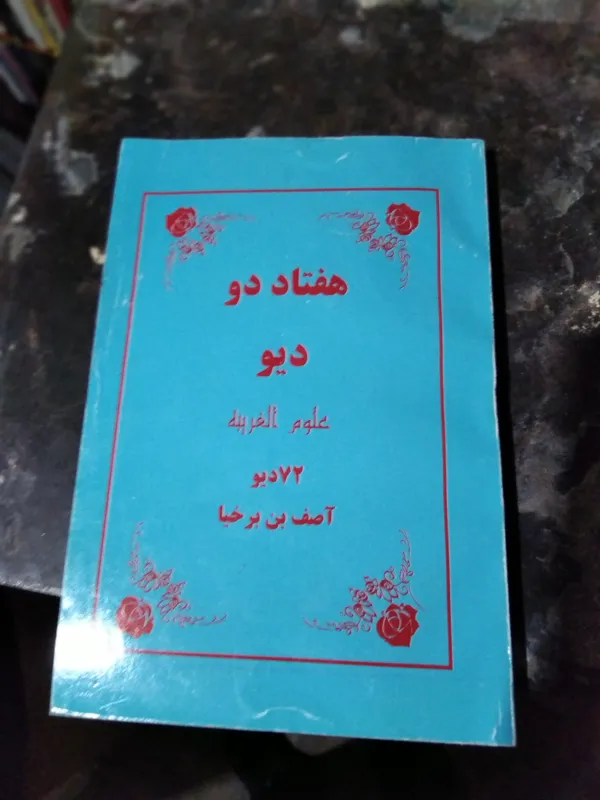 هفتاد دو
دیو
علوم الغریبه
۷۲دیو
آصف بن برخیا